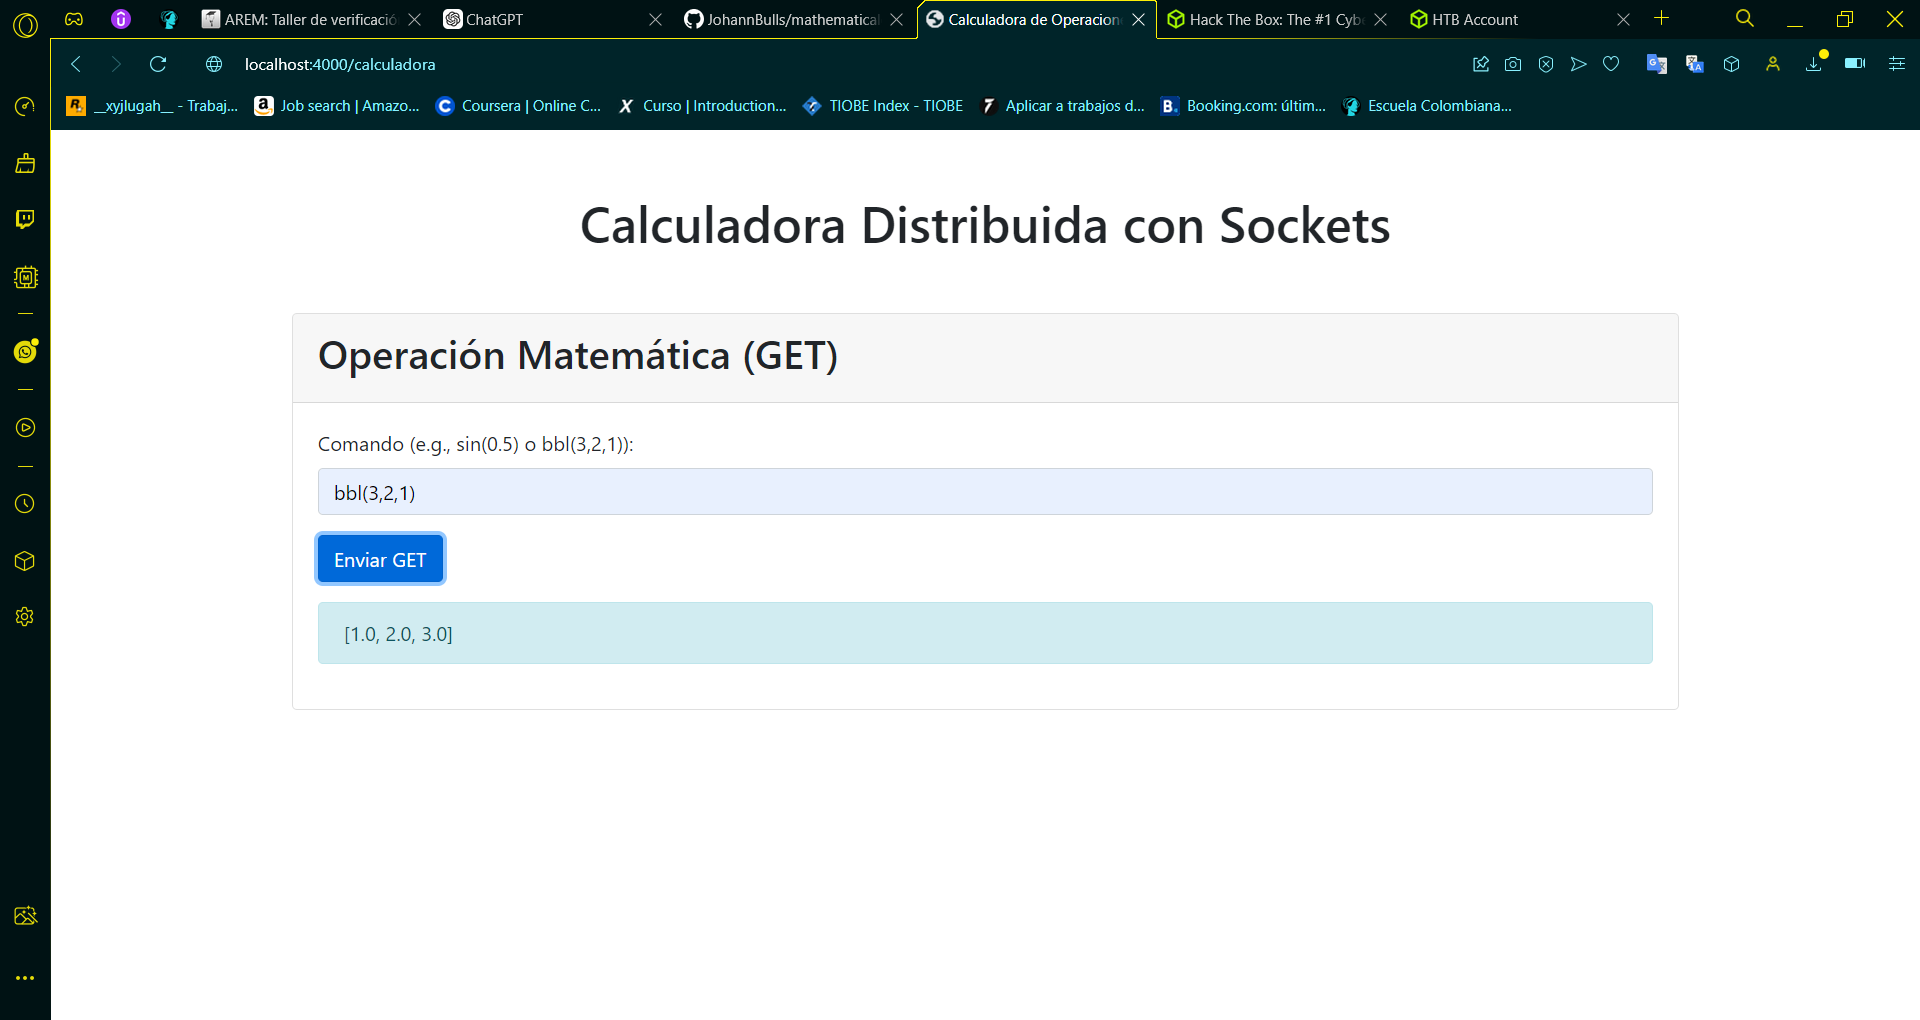 AREM: Taller de verificació
ChatGPT
JohannBulls/mathematical
Calculadora de Operacion
Hack The Box: The #1 Cybe
HTB Account
localhost:4000/calculadora
__xyjlugah__ - Trabaj...
Job search | Amazo...
Coursera | Online C...
Curso | Introduction...
TIOBE Index - TIOBE
Aplicar a trabajos d...
Booking.com: últim...
Escuela Colombiana...
Calculadora Distribuida con Sockets
Operación Matemática (GET)
Comando (e.g., sin(0.5) o bbl(3,2,1)):
bbl(3,2,1)
Enviar GET
[1.0, 2.0, 3.0]